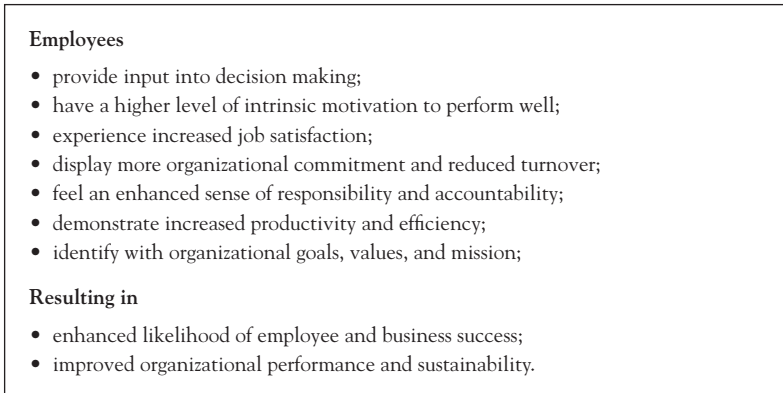 Employees
• provide input into decision making;
• have a higher level of intrinsic motivation to perform well;
• experience increased job satisfaction;
• display more organizational commitment and reduced turnover;
• feel an enhanced sense of responsibility and accountability;
• demonstrate increased productivity and efficiency;
• identify with organizational goals, values, and mission;
Resulting in
• enhanced likelihood of employee and business success;
• improved organizational performance and sustainability.